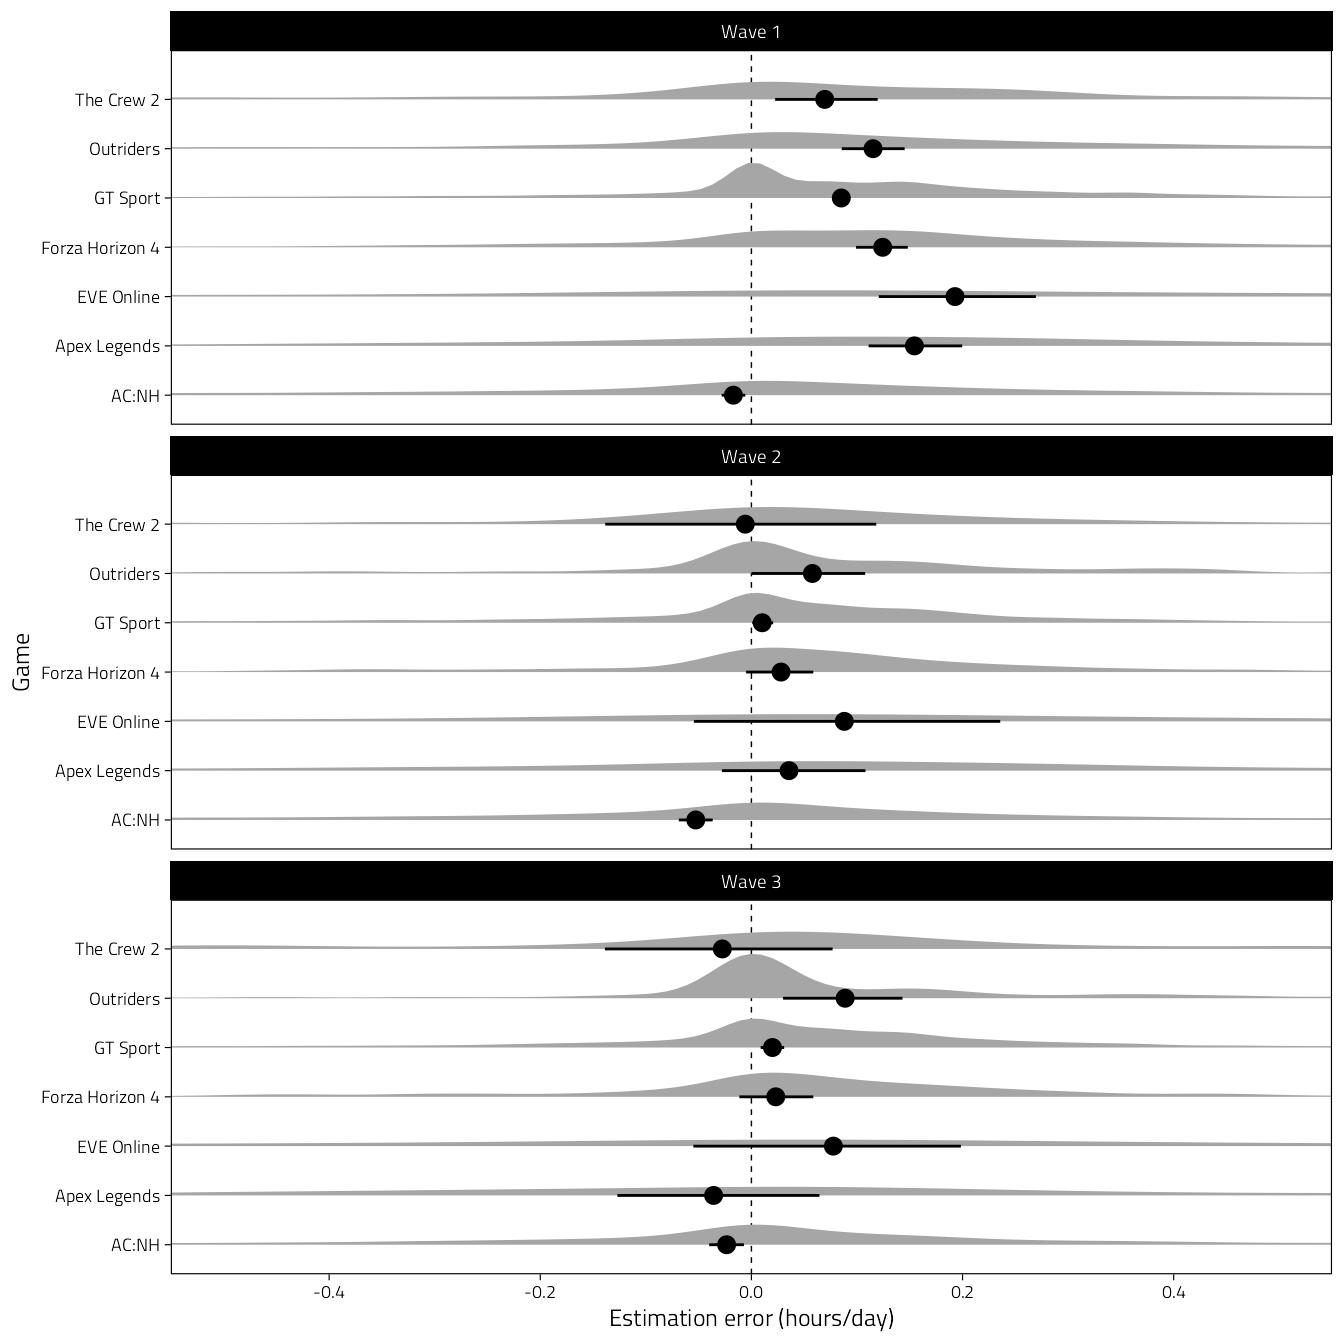 Wave 1
The Crew 2
Outriders
GT Sport
Forza Horizon 4
EVE Online
Apex Legends
AC:NH
Wave 2
The Crew 2
Outriders
GT Sport
Forza Horizon 4
EVE Online
Apex Legends
AC:NH
Game
Wave 3
The Crew 2
Outriders
GT Sport
Forza Horizon 4
EVE Online
Apex Legends
AC:NH
-0.4 -0.2 0.0 0.2 0.4
Estimation error (hours/day)